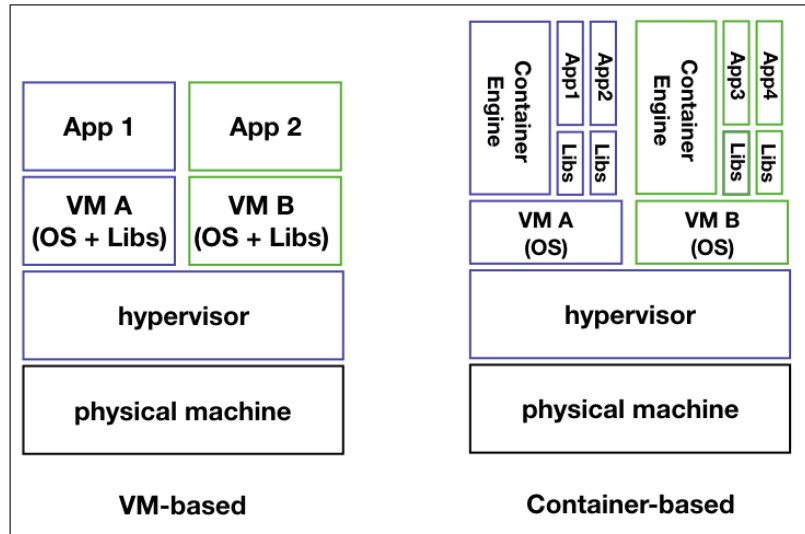 App 1
App 2
VM A
(OS + Libs)
VM B
(OS + Libs)
hypervisor
physical machine
VM-based
Container
Engine
App1
App2
Libs
Libs
Container
Engine
App3
App4
Libs
Libs
VM A
(OS)
VM B
(OS)
hypervisor
physical machine
Container-based